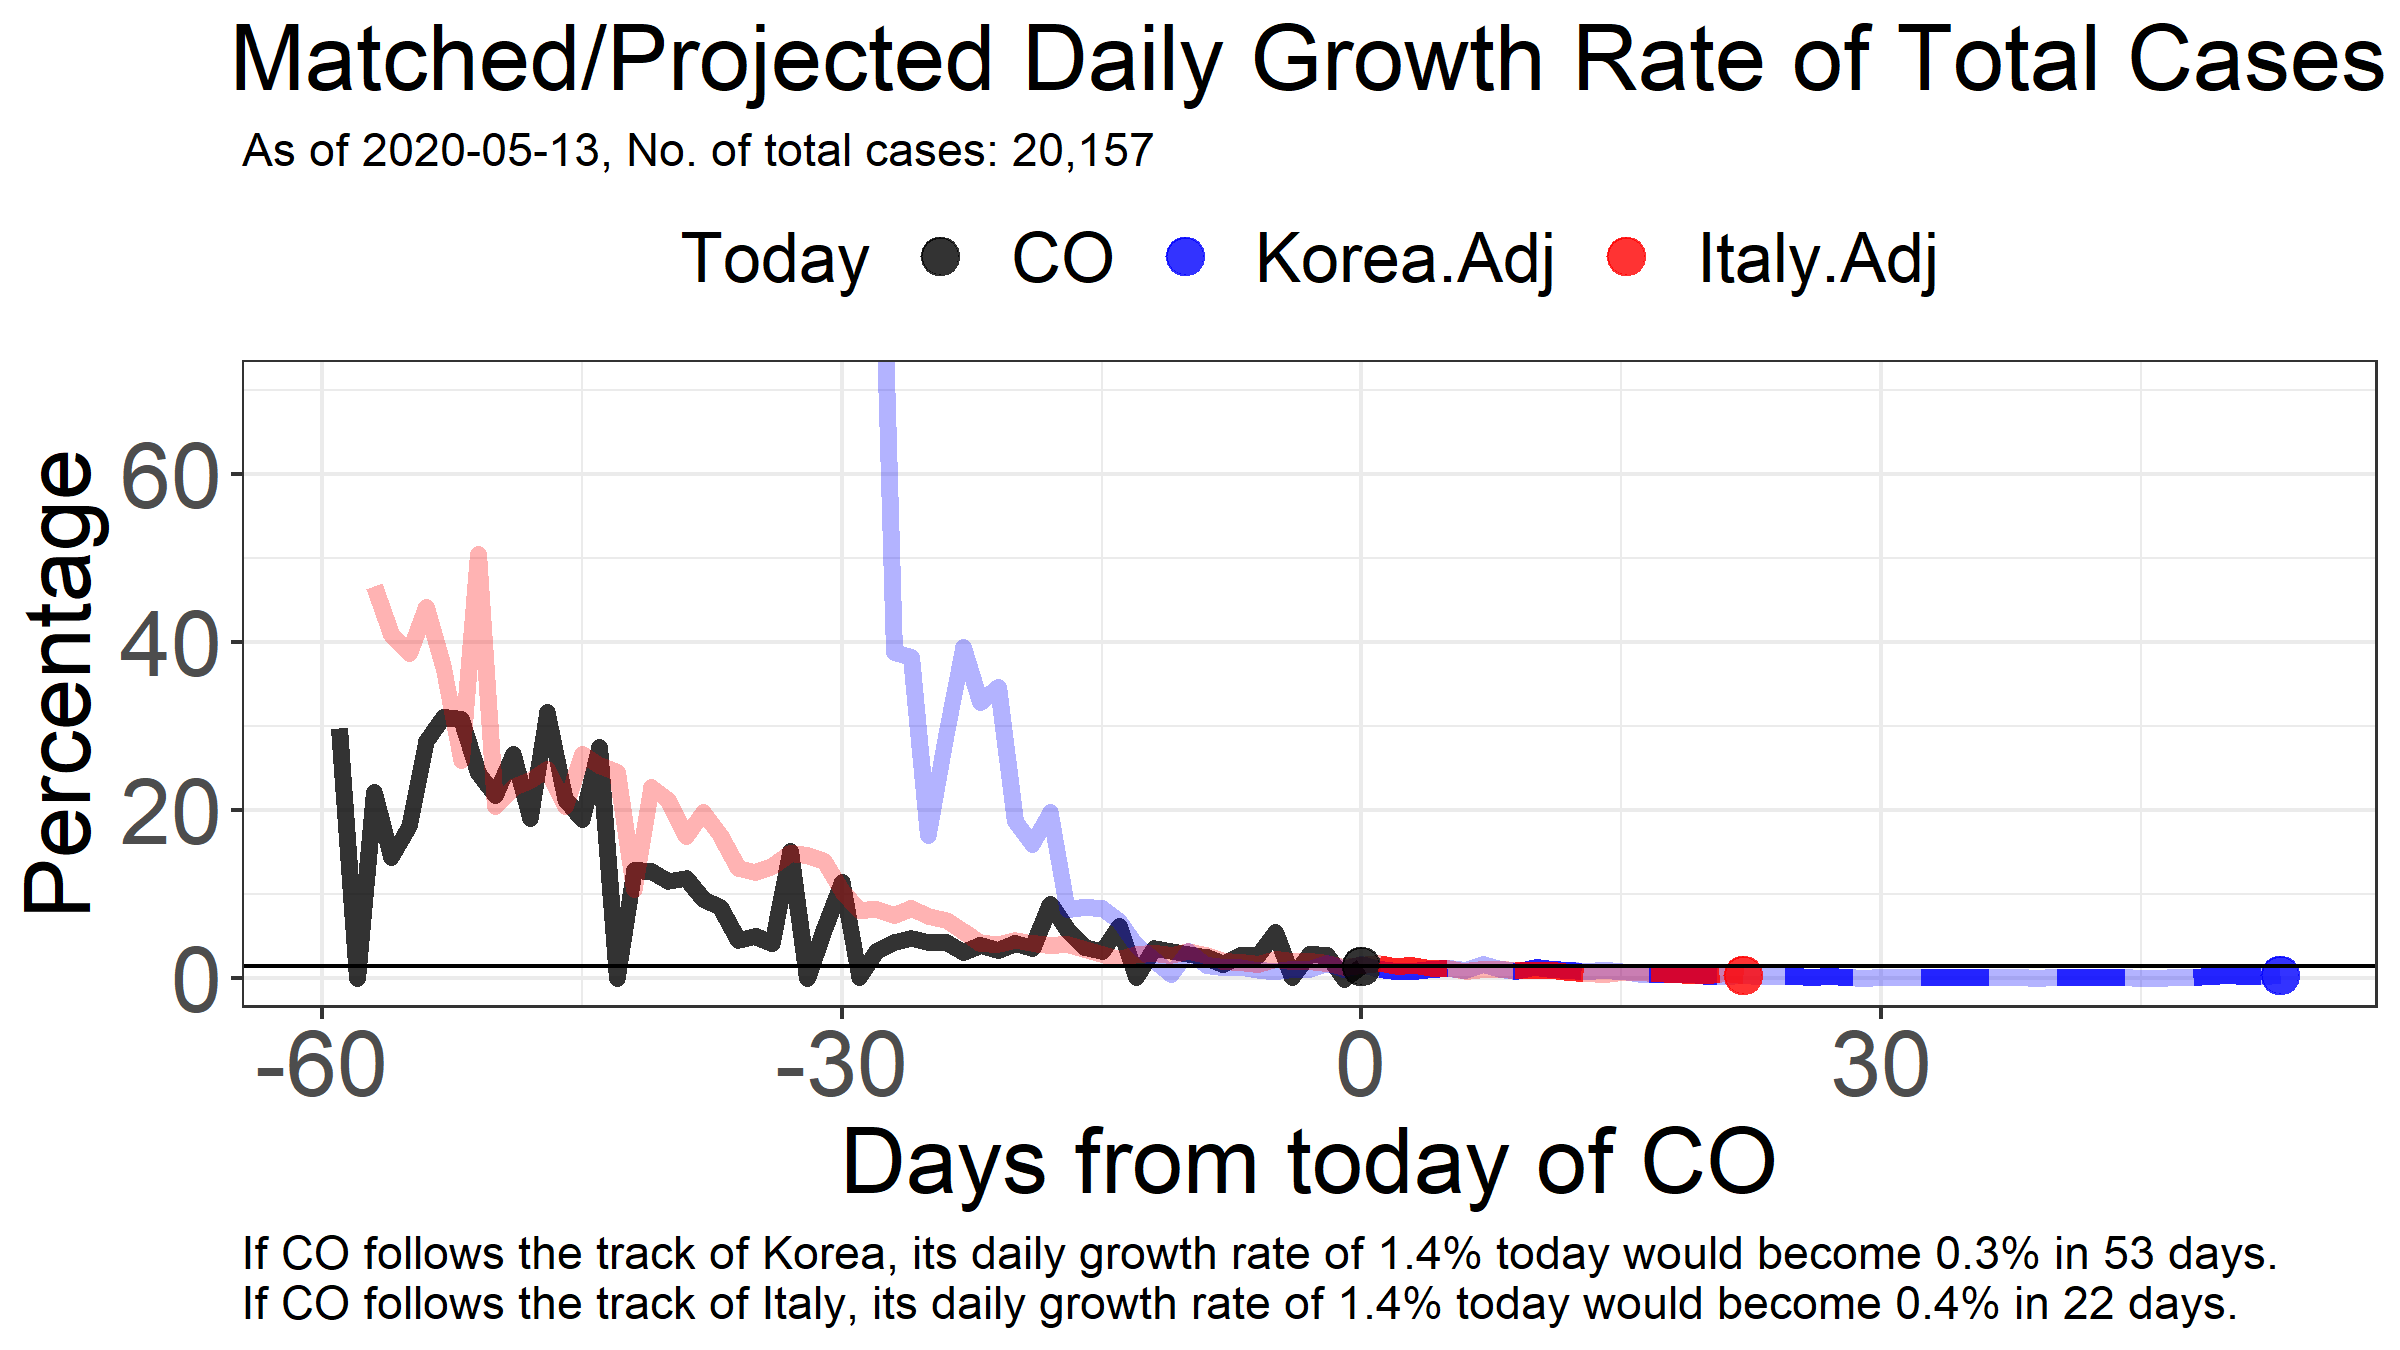 Matched/Projected Daily Growth Rate of Total Cases
As of 2020-05-13, No. of total cases: 20,157
Today CO Korea.Adj Italy.Adj
Percentage
60
40
20
0
-60 -30 0 30
Days from today of CO
If CO follows the track of Korea, its daily growth rate of 1.4% today would become 0.3% in 53 days.
If CO follows the track of Italy, its daily growth rate of 1.4% today would become 0.4% in 22 days.